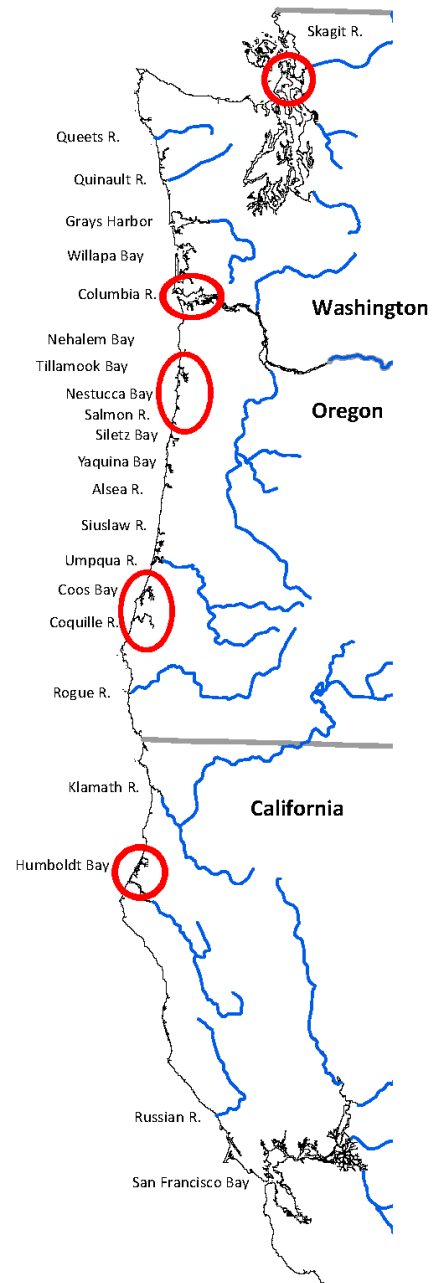 Skagit R.
Queets R.
Quinault R.
Grays Harbor
Willapa Bay
Columbia R.
Washington
Nehalem Bay
Tillamook Bay
Nestucca Bay
Oregon
Salmon R.
Siletz Bay
Yaquina Bay
Alsea R.
Siuslaw R.
Umpqua R.
Coos Bay
Coquille R.
Rogue R.
Klamath R.
California
Humboldt Bay
Russian R.
San Francisco Bay